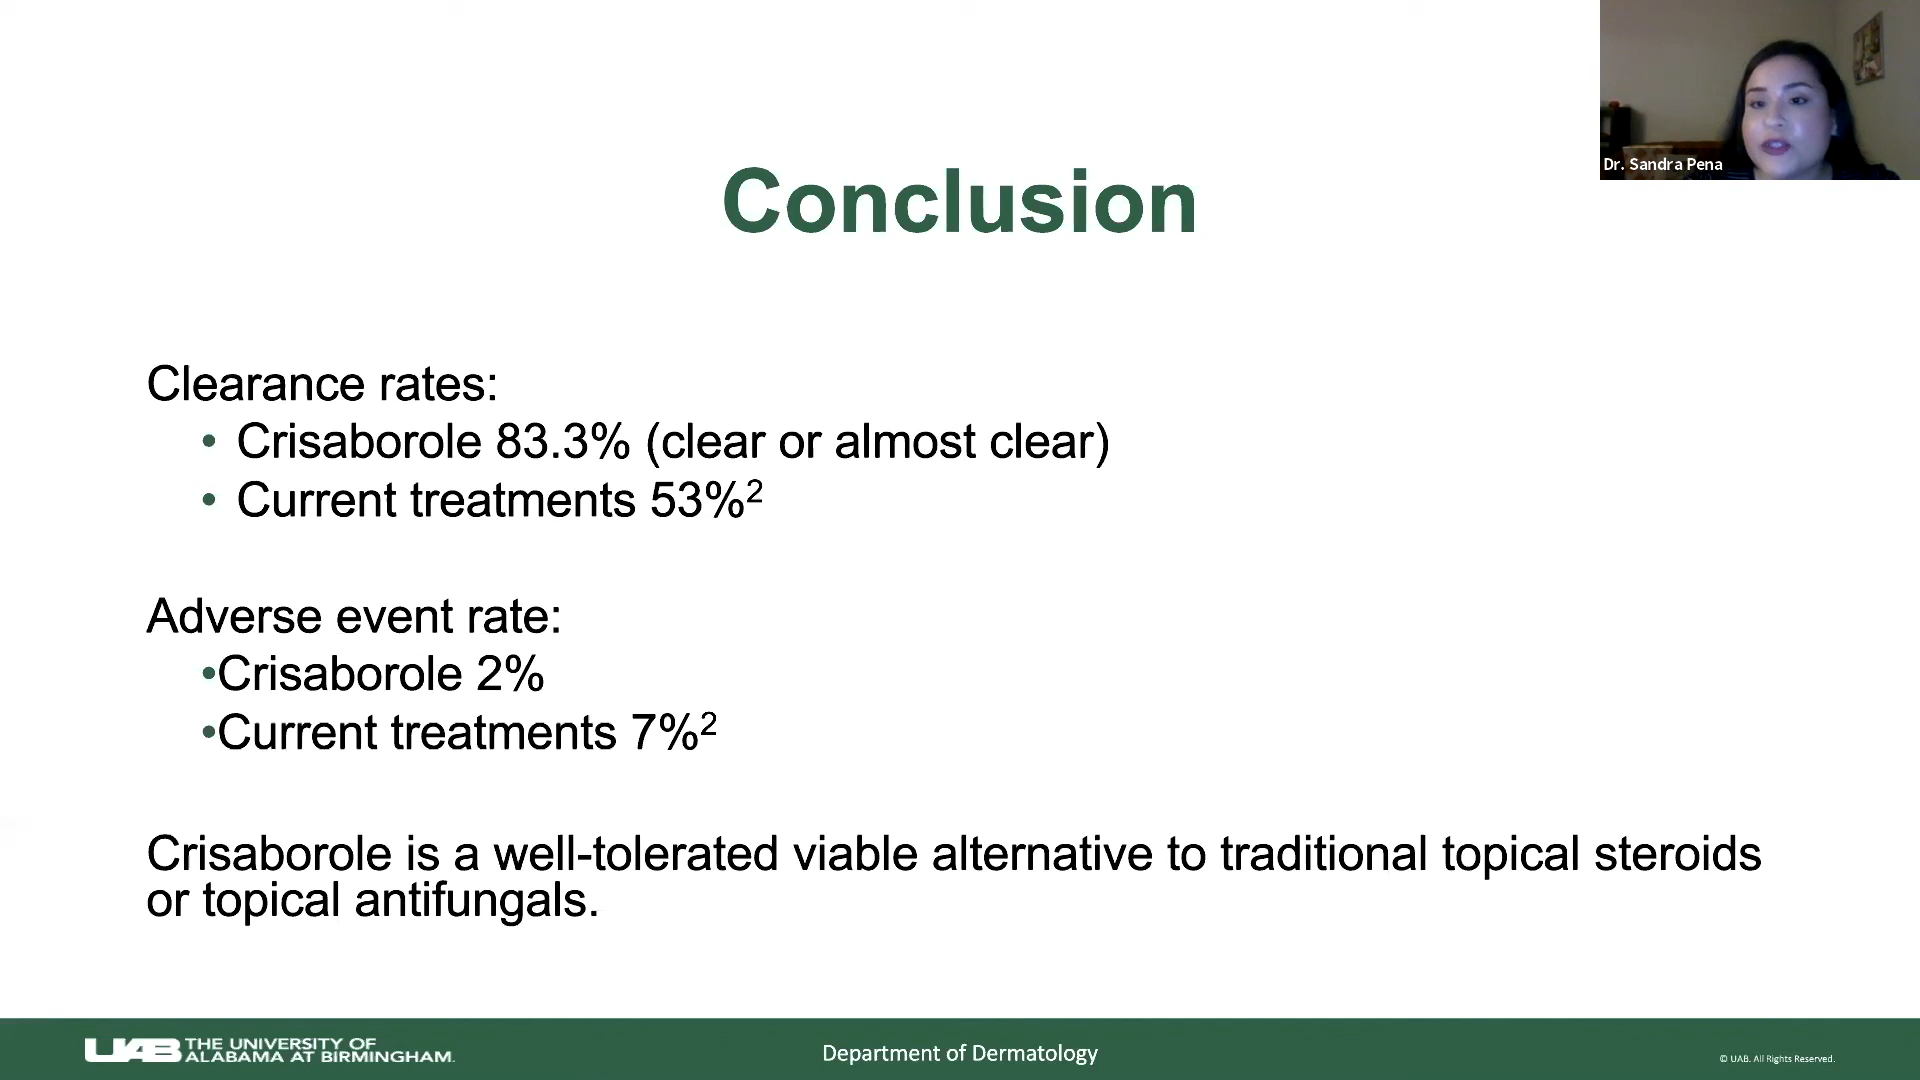 Dr. Sandra Pena
Conclusion
Clearance rates:
• Crisaborole 83.3% (clear or almost clear)
• Current treatments 53%²
Adverse event rate:
•Crisaborole 2%
•Current treatments 7%²
Crisaborole is a well-tolerated viable alternative to traditional topical steroids
or topical antifungals.
UAB THE UNIVERSITY OF
ALABAMA AT BIRMINGHAM.
Department of Dermatology
© UAB. All Rights Reserved.